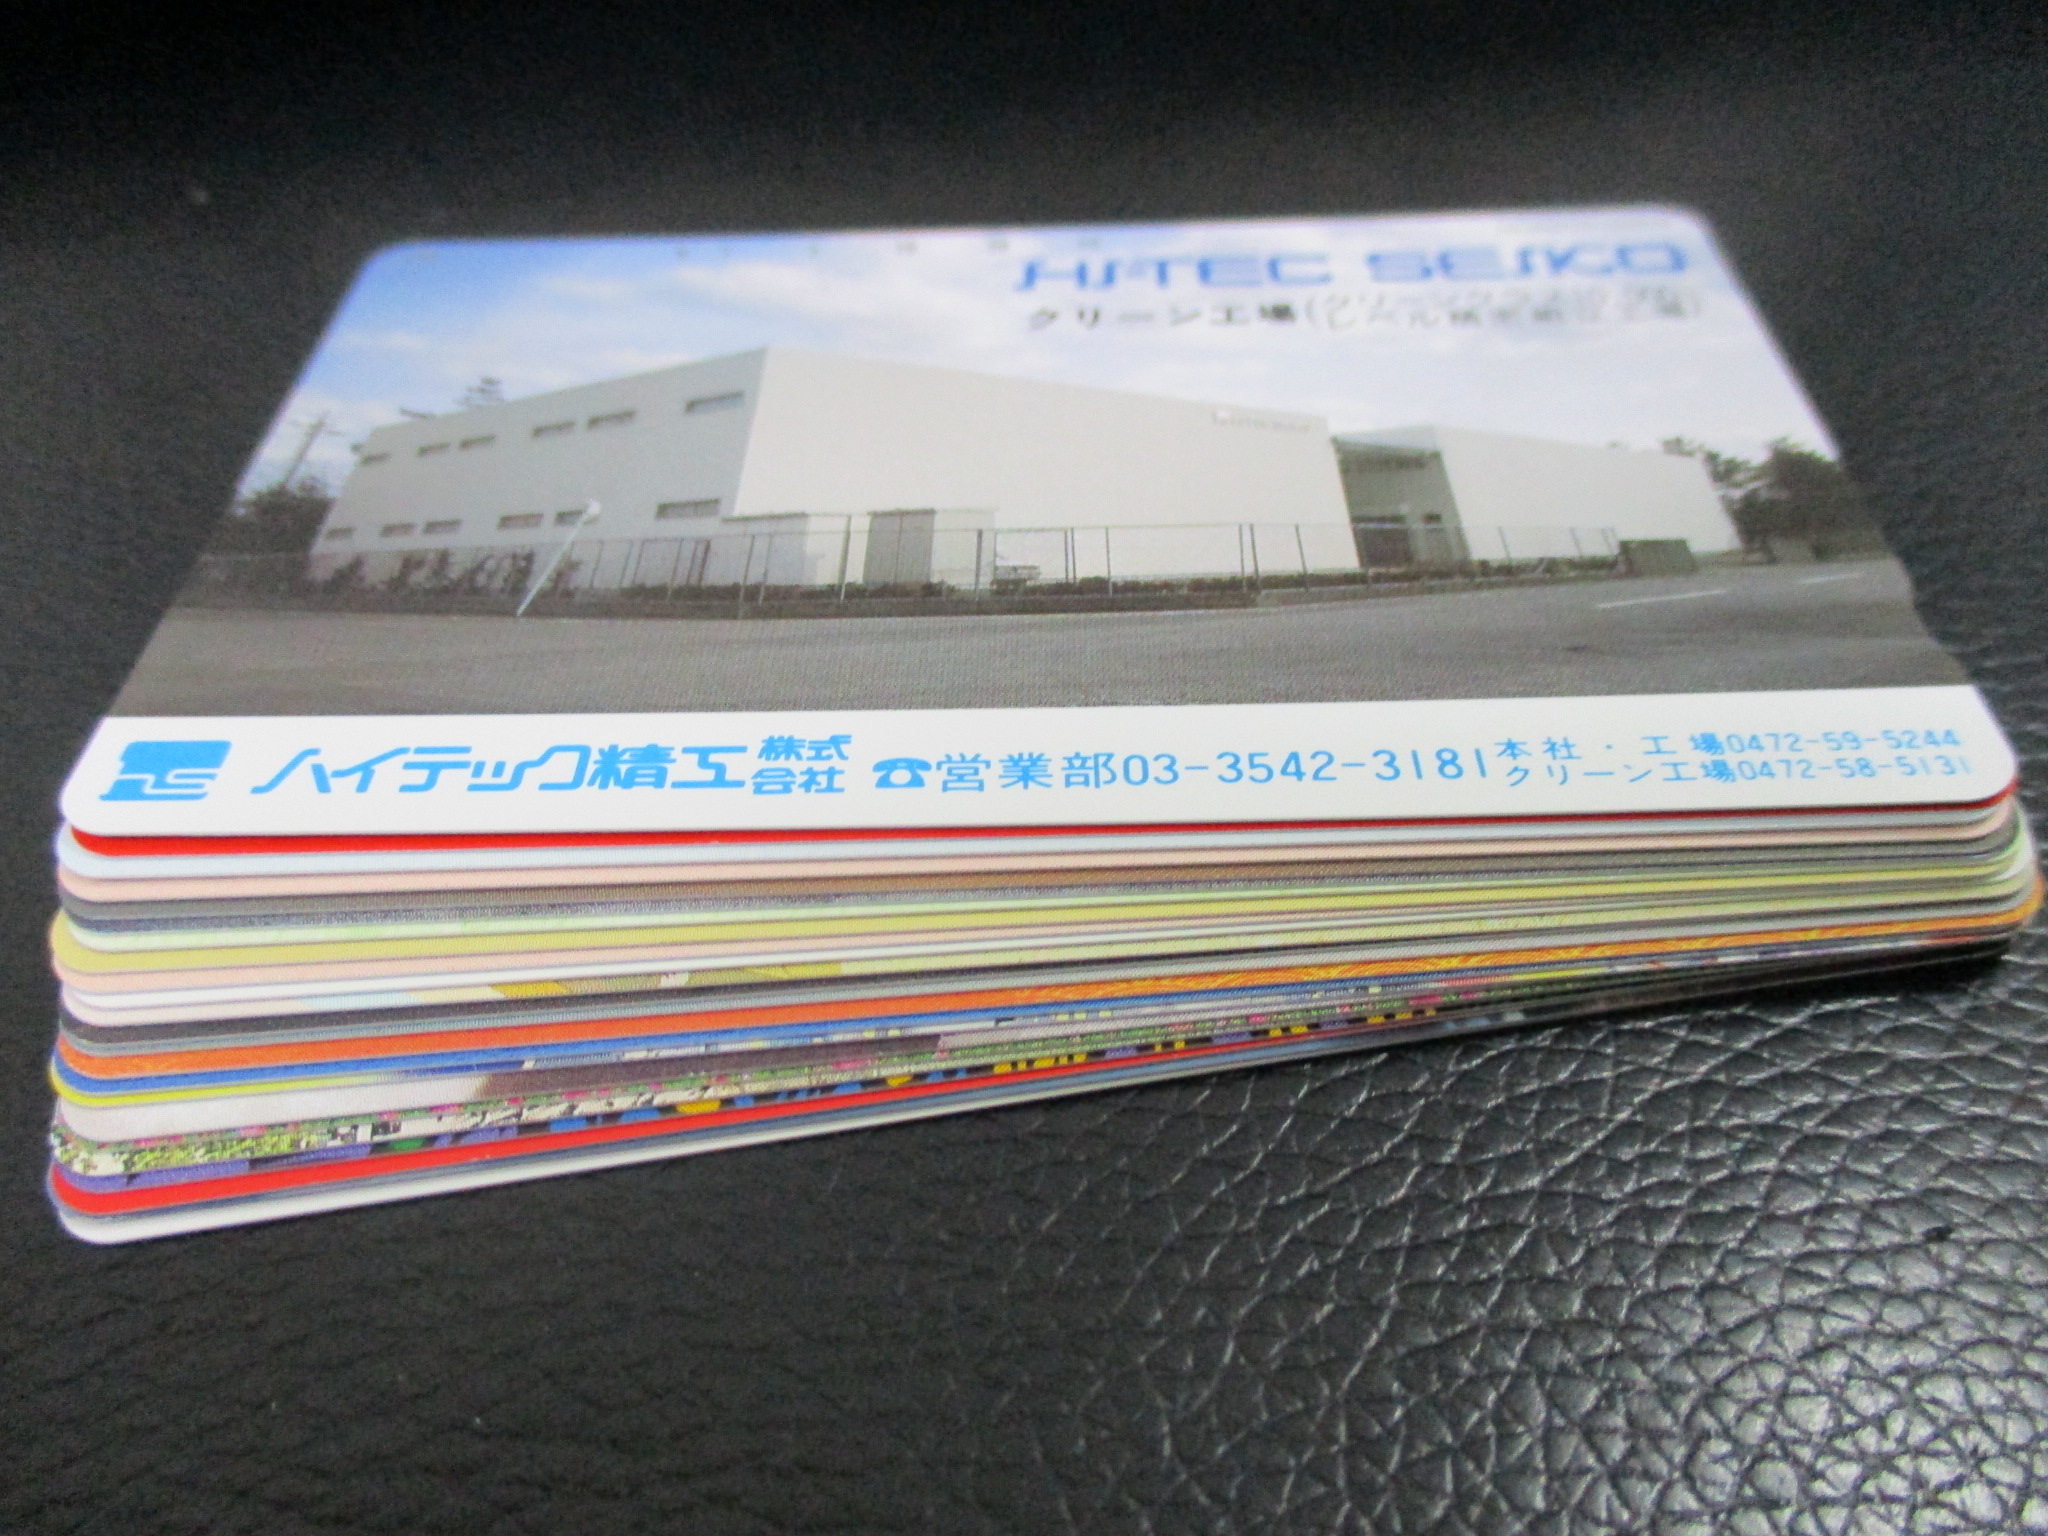 HI-TEC SEIKO
クリーン工場
ハイテック精工 株式会社 ☎営業部03-3542-3181 本社・工場0472-59-5244
クリーン工場0472-58-5131